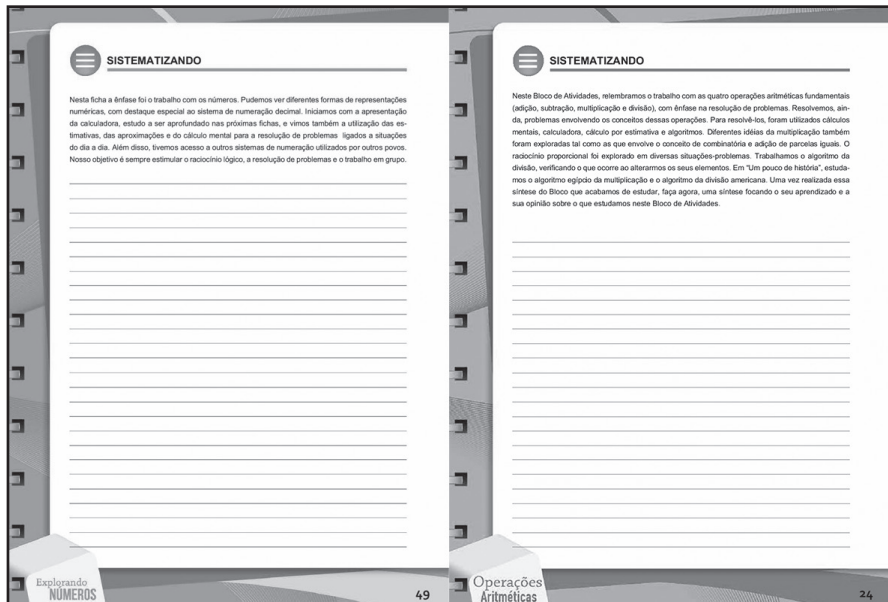 SISTEMATIZANDO
Nesta ficha a ênfase foi o trabalho com os números. Pudemos ver diferentes formas de representações
numéricas, com destaque especial ao sistema de numeração decimal. Iniciamos com a apresentação
da calculadora, estudo a ser aprofundado nas próximas fichas, e vimos também a utilização das es-
timativas, das aproximações e do cálculo mental para a resolução de problemas ligados a situações
do dia a dia. Além disso, tivemos acesso a outros sistemas de numeração utilizados por outros povos.
Nosso objetivo é sempre estimular o raciocínio lógico, a resolução de problemas e o trabalho em grupo.
Explorando
NÚMEROS
49
SISTEMATIZANDO
Neste Bloco de Atividades, relembramos o trabalho com as quatro operações aritméticas fundamentais
(adição, subtração, multiplicação e divisão), com ênfase na resolução de problemas. Resolvemos, ain-
da, problemas envolvendo os conceitos dessas operações. Para resolvê-los, foram utilizados cálculos
mentais, calculadora, cálculo por estimativa e algoritmos. Diferentes idéias da multiplicação também
foram exploradas tal como as que envolve o conceito de combinatória e adição de parcelas iguais. O
raciocínio proporcional foi explorado em diversas situações-problemas. Trabalhamos o algoritmo da
divisão, verificando o que ocorre ao alterarmos os seus elementos. Em "Um pouco de história", estuda-
mos o algoritmo egípcio da multiplicação e o algoritmo da divisão americana. Uma vez realizada essa
síntese do Bloco que acabamos de estudar, faça agora, uma síntese focando o seu aprendizado e a
sua opinião sobre o que estudamos neste Bloco de Atividades.
Operações
Aritméticas
24